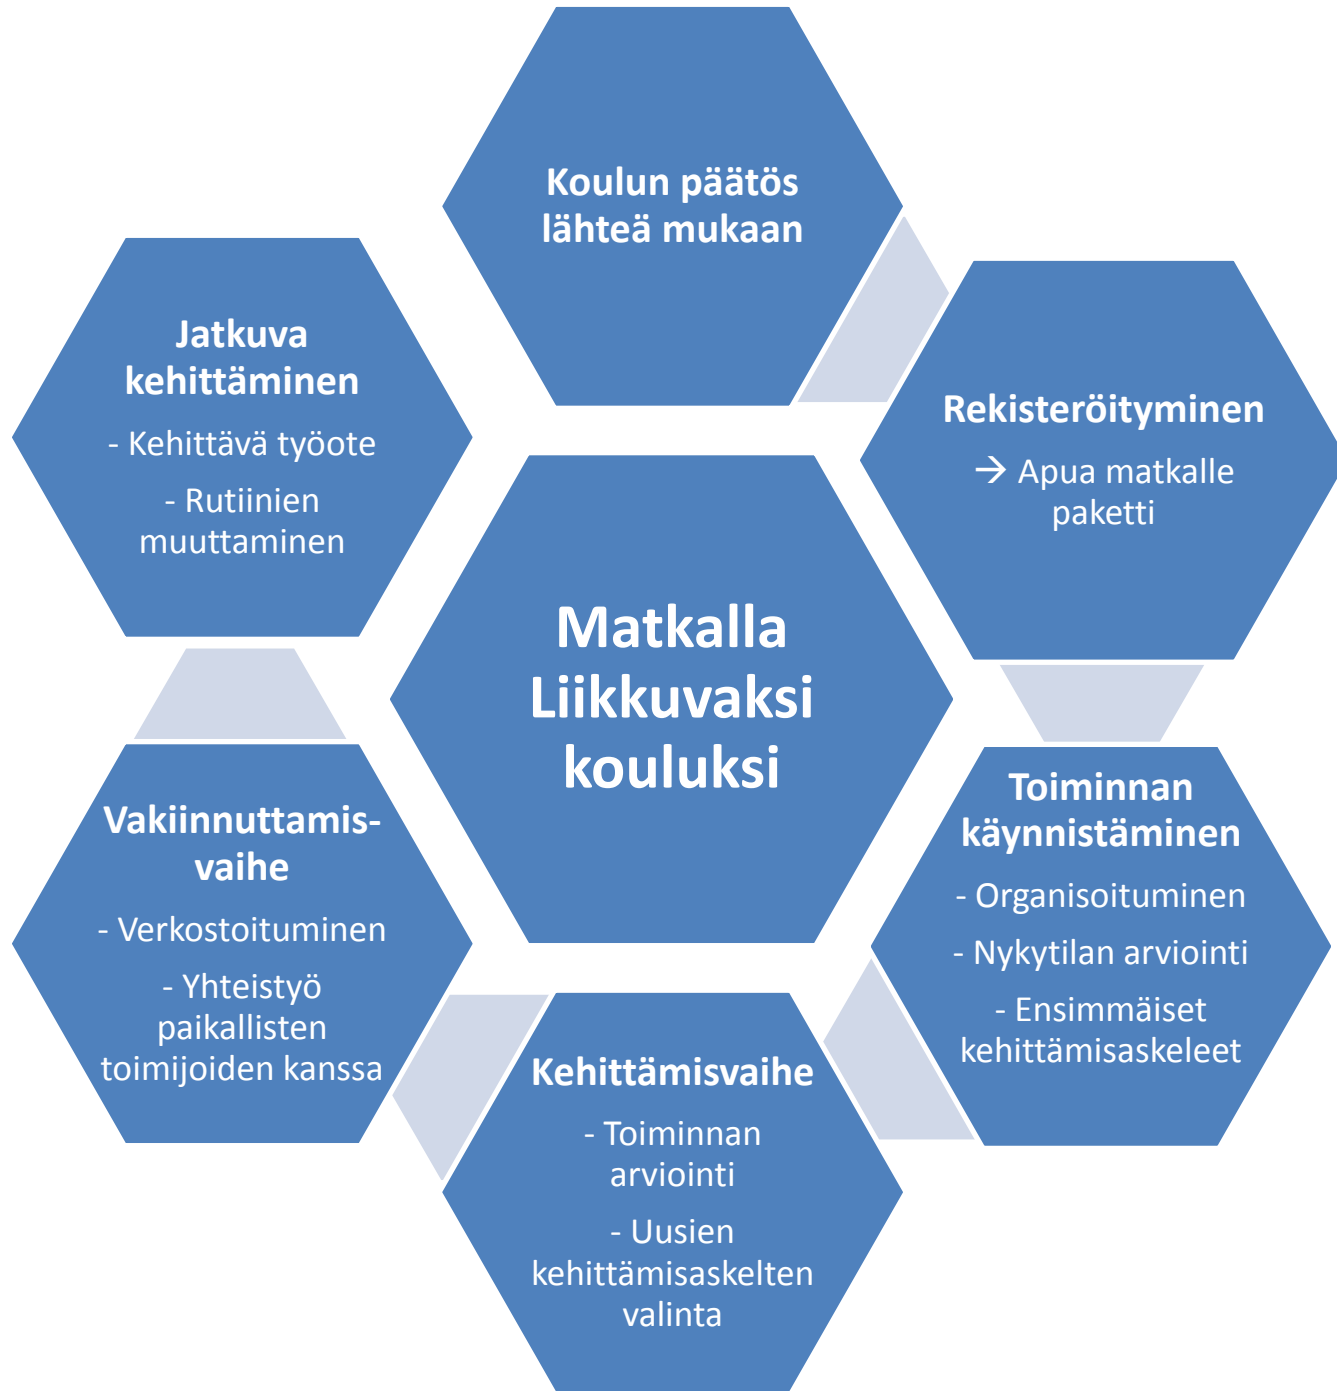 Koulun päätös
lähteä mukaan
Rekisteröityminen
→ Apua matkalle
paketti
Toiminnan
käynnistäminen
- Organisoituminen
- Nykytilan arviointi
- Ensimmäiset
kehittämisaskeleet
Kehittämisvaihe
- Toiminnan
arviointi
- Uusien
kehittämisaskelten
valinta
Vakiinnuttamis-
vaihe
- Verkostoituminen
- Yhteistyö
paikallisten
toimijoiden kanssa
Jatkuva
kehittäminen
- Kehittävä työote
- Rutiinien
muuttaminen
Matkalla
Liikkuvaksi
kouluksi